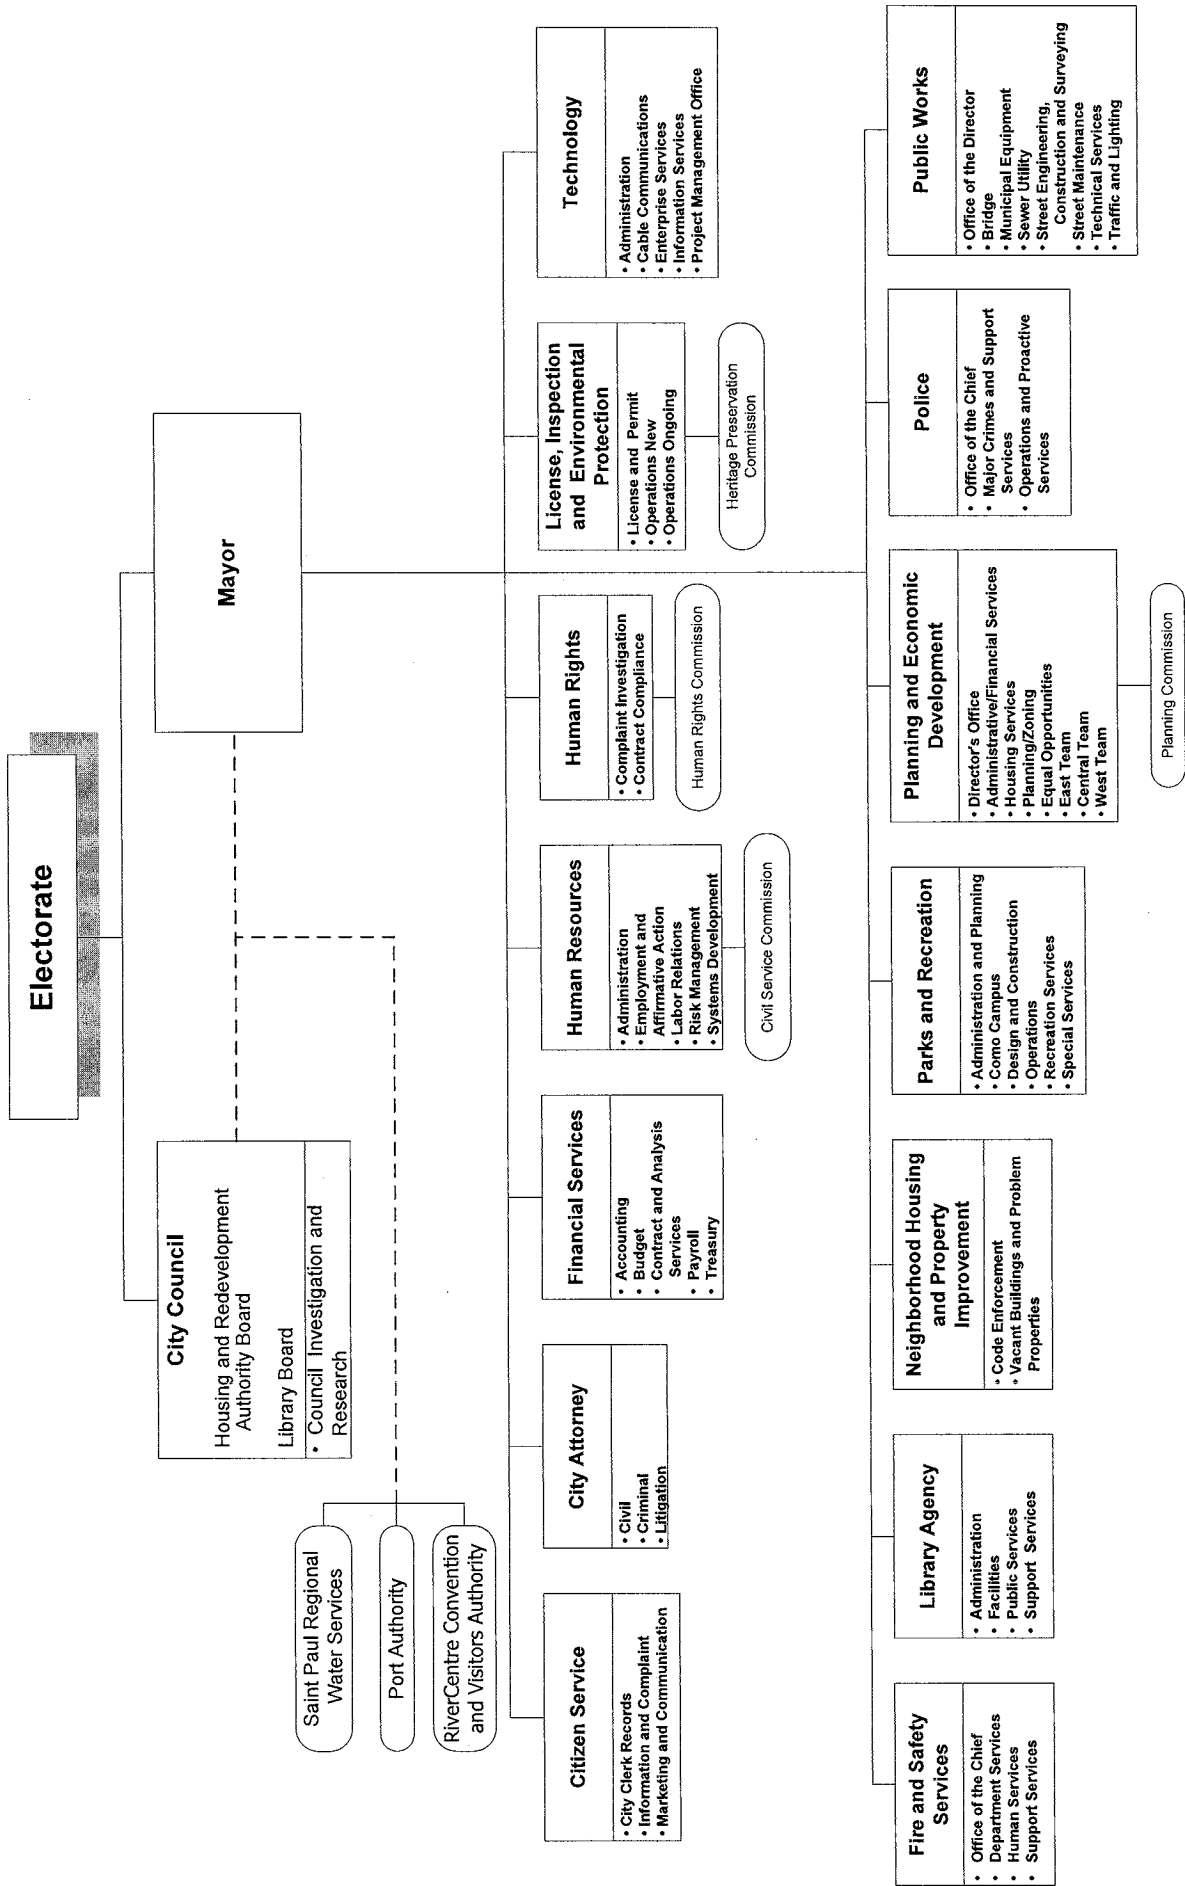 Electorate
City Council
Housing and Redevelopment
Authority Board
Library Board
• Council Investigation and
Research
Mayor
Saint Paul Regional
Water Services
Port Authority
RiverCentre Convention
and Visitors Authority
Citizen Service
• City Clerk Records
• Information and Complaint
• Marketing and Communication
City Attorney
• Civil
• Criminal
• Litigation
Financial Services
• Accounting
• Budget
• Contract and Analysis
Services
• Payroll
• Treasury
Human Resources
• Administration
• Employment and
Affirmative Action
• Labor Relations
• Risk Management
• Systems Development
Civil Service Commission
Human Rights
• Complaint Investigation
• Contract Compliance
Human Rights Commission
License, Inspection
and Environmental
Protection
• License and Permit
• Operations New
• Operations Ongoing
Heritage Preservation
Commission
Technology
• Administration
• Cable Communications
• Enterprise Services
• Information Services
• Project Management Office
Fire and Safety
Services
• Office of the Chief
• Department Services
• Human Services
• Support Services
Library Agency
• Administration
• Facilities
• Public Services
• Support Services
Neighborhood Housing
and Property
Improvement
• Code Enforcement
• Vacant Buildings and Problem
Properties
Parks and Recreation
• Administration and Planning
• Como Campus
• Design and Construction
• Operations
• Recreation Services
• Special Services
Planning and Economic
Development
• Director's Office
• Administrative/Financial Services
• Housing Services
• Planning/Zoning
• Equal Opportunities
• East Team
• Central Team
• West Team
Planning Commission
Police
• Office of the Chief
• Major Crimes and Support
Services
• Operations and Proactive
Services
Public Works
• Office of the Director
• Bridge
• Municipal Equipment
• Sewer Utility
• Street Engineering,
Construction and Surveying
• Street Maintenance
• Technical Services
• Traffic and Lighting